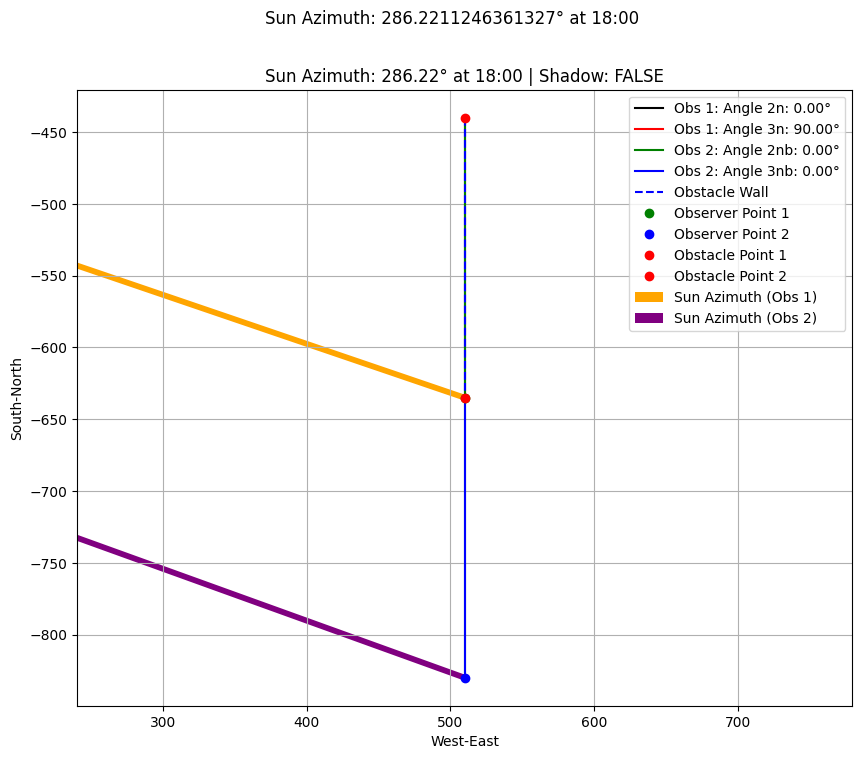 Sun Azimuth: 286.2211246361327° at 18:00
Sun Azimuth: 286.22° at 18:00 | Shadow: FALSE
Obs 1: Angle 2n: 0.00°
Obs 1: Angle 3n: 90.00°
Obs 2: Angle 2nb: 0.00°
Obs 2: Angle 3nb: 0.00°
Obstacle Wall
Observer Point 1
Observer Point 2
Obstacle Point 1
Obstacle Point 2
Sun Azimuth (Obs 1)
Sun Azimuth (Obs 2)
South-North
−450
−500
−550
−600
−650
−700
−750
−800
300 400 500 600 700
West-East